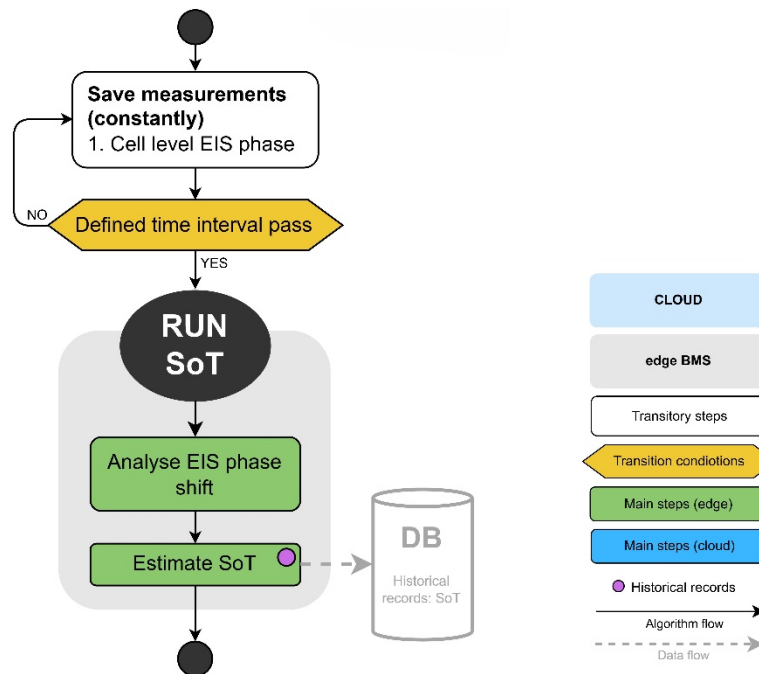 Save measurements
(constantly)
1. Cell level EIS phase
NO
Defined time interval pass
YES
RUN
SoT
Analyse EIS phase
shift
Estimate SoT
DB
Historical
records: SoT
CLOUD
edge BMS
Transitory steps
Transition condiotions
Main steps (edge)
Main steps (cloud)
Historical records
Algorithm flow
Data flow